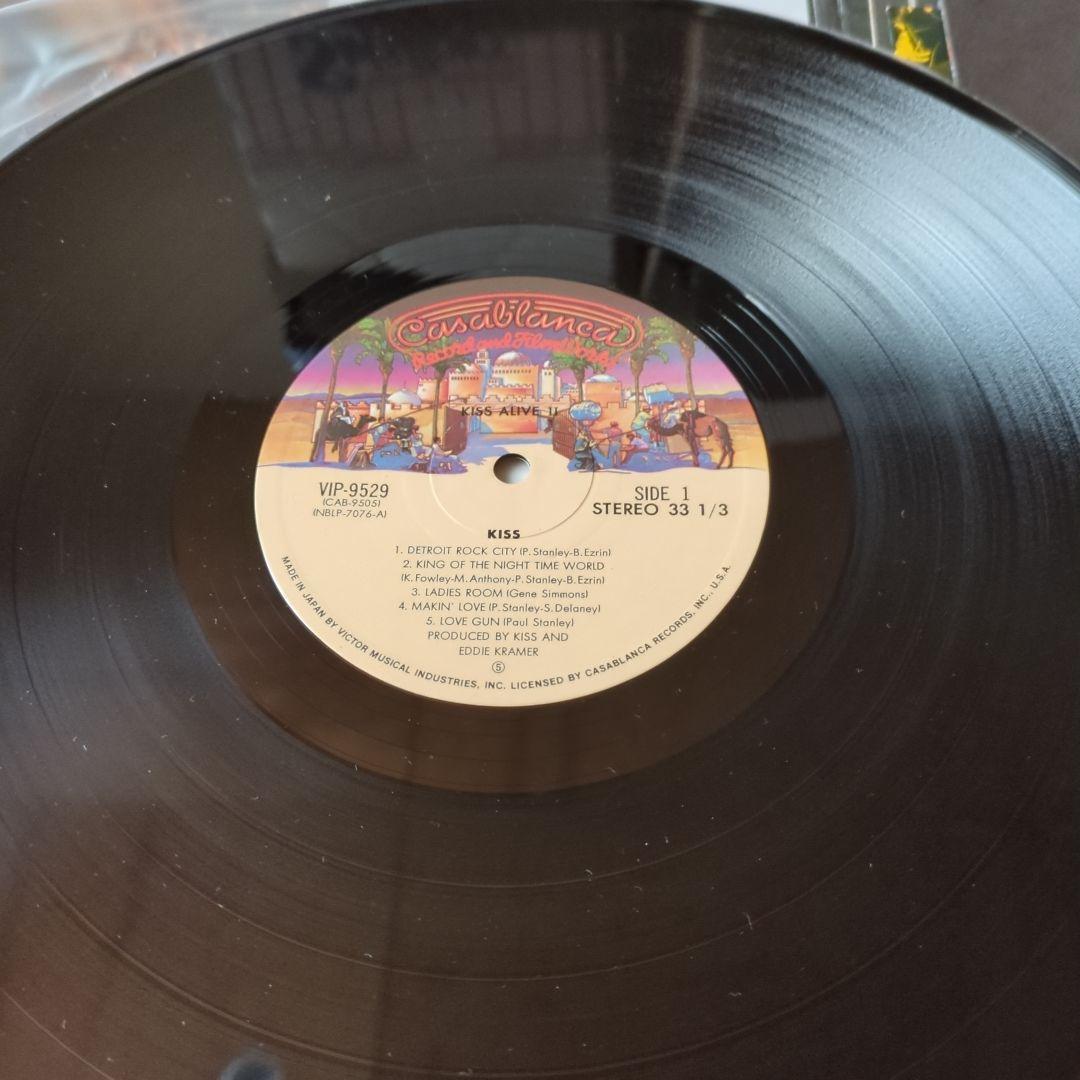 Casablanca
Record and FilmWorks
KISS ALIVE II
VIP-9529
(CAB-9505)
(NBLP-7076-A)
SIDE 1
STEREO 33 1/3
KISS
1. DETROIT ROCK CITY (P. Stanley-B. Ezrin)
2. KING OF THE NIGHT TIME WORLD
(K. Fowley-M. Anthony-P. Stanley-B. Ezrin)
3. LADIES ROOM (Gene Simmons)
4. MAKIN' LOVE (P. Stanley-S. Delaney)
5. LOVE GUN (Paul Stanley)
PRODUCED BY KISS AND
EDDIE KRAMER
Ⓢ
MADE IN JAPAN BY VICTOR MUSICAL INDUSTRIES, INC. LICENSED BY CASABLANCA RECORDS, INC., U.S.A.